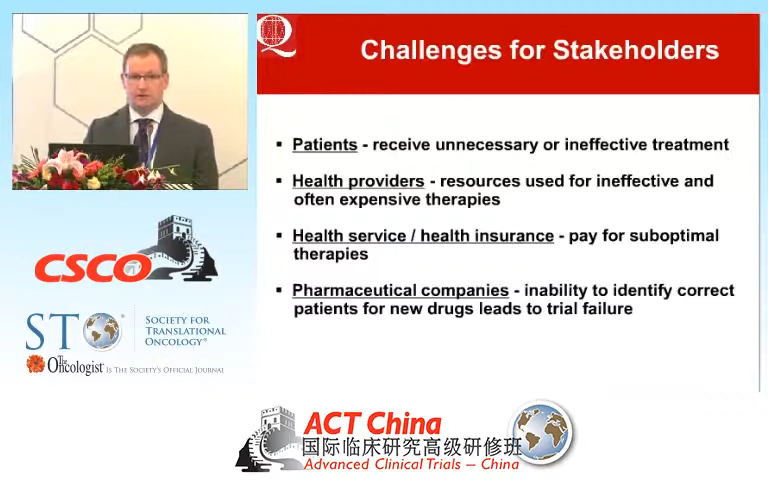 Challenges for Stakeholders
▪ Patients - receive unnecessary or ineffective treatment
▪ Health providers - resources used for ineffective and
often expensive therapies
▪ Health service / health insurance - pay for suboptimal
therapies
▪ Pharmaceutical companies - inability to identify correct
patients for new drugs leads to trial failure
CSCO
STO®
SOCIETY FOR
TRANSLATIONAL
ONCOLOGY®
The Oncologist® IS THE SOCIETY'S OFFICIAL JOURNAL
ACT China
国际临床研究高级研修班
Advanced Clinical Trials – China